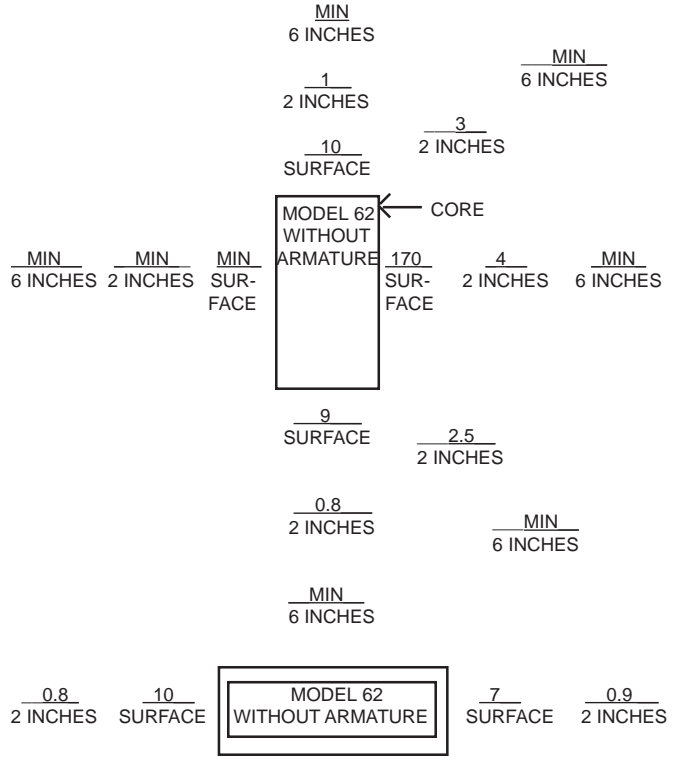 MIN
6 INCHES
MIN
6 INCHES
1
2 INCHES
3
2 INCHES
10
SURFACE
CORE
MODEL 62
WITHOUT
ARMATURE
MIN
6 INCHES
MIN
2 INCHES
MIN
SUR-
FACE
170
SUR-
FACE
4
2 INCHES
MIN
6 INCHES
9
SURFACE
2.5
2 INCHES
0.8
2 INCHES
MIN
6 INCHES
MIN
6 INCHES
0.8
2 INCHES
10
SURFACE
MODEL 62
WITHOUT ARMATURE
7
SURFACE
0.9
2 INCHES